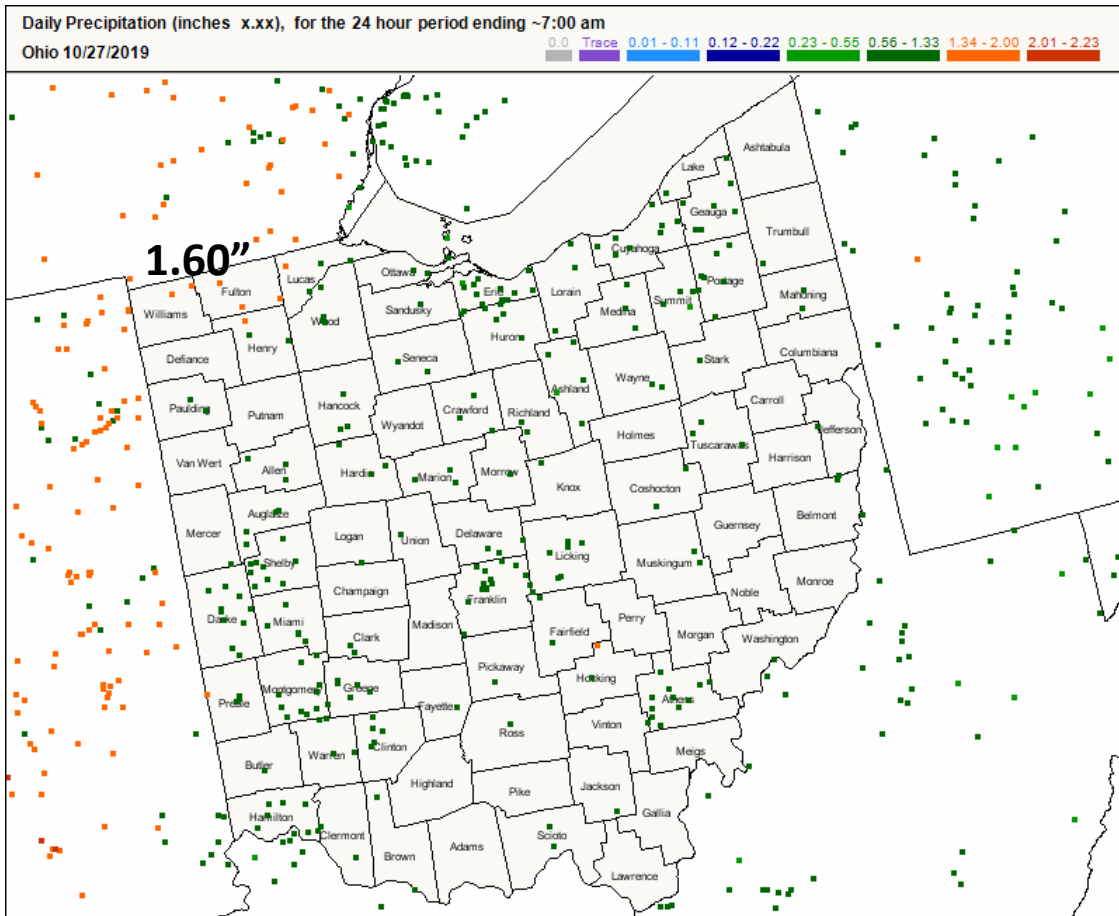 Daily Precipitation (inches x.xx), for the 24 hour period ending ~7:00 am
Ohio 10/27/2019
0.0 Trace 0.01 - 0.11 0.12 - 0.22 0.23 - 0.55 0.56 - 1.33 1.34 - 2.00 2.01 - 2.23
Ashtabula
Lake
Geauga
Trumbull
Cuyahoga
1.60”
Lucas
Ottawa
Fulton
Erie
Lorain
Portage
Mahoning
Williams
Wood
Sandusky
Medina
Summit
Huron
Henry
Defiance
Seneca
Stark
Columbiana
Wayne
Ashland
Carroll
Paulding
Putnam
Hancock
Crawford
Richland
Wyandot
Jefferson
Holmes
Tuscarawas
Harrison
Van Wert
Allen
Hardin
Marion
Morrow
Knox
Coshocton
Auglaize
Belmont
Mercer
Logan
Union
Delaware
Guernsey
Licking
Shelby
Muskingum
Monroe
Champaign
Franklin
Noble
Darke
Miami
Madison
Perry
Clark
Fairfield
Morgan
Washington
Pickaway
Hocking
Montgomery
Greene
Preble
Athens
Fayette
Vinton
Ross
Clinton
Warren
Meigs
Butler
Highland
Pike
Jackson
Gallia
Hamilton
Clermont
Scioto
Adams
Brown
Lawrence